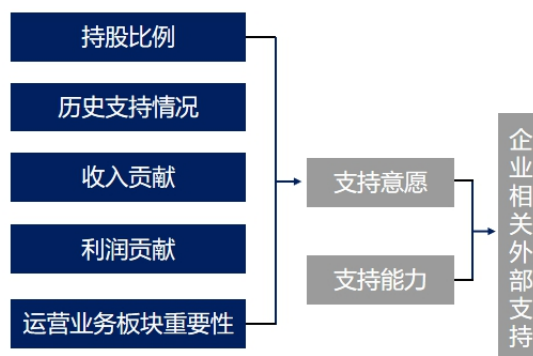 持股比例
历史支持情况
收入贡献
利润贡献
运营业务板块重要性
支持意愿
支持能力
企业相关外部支持